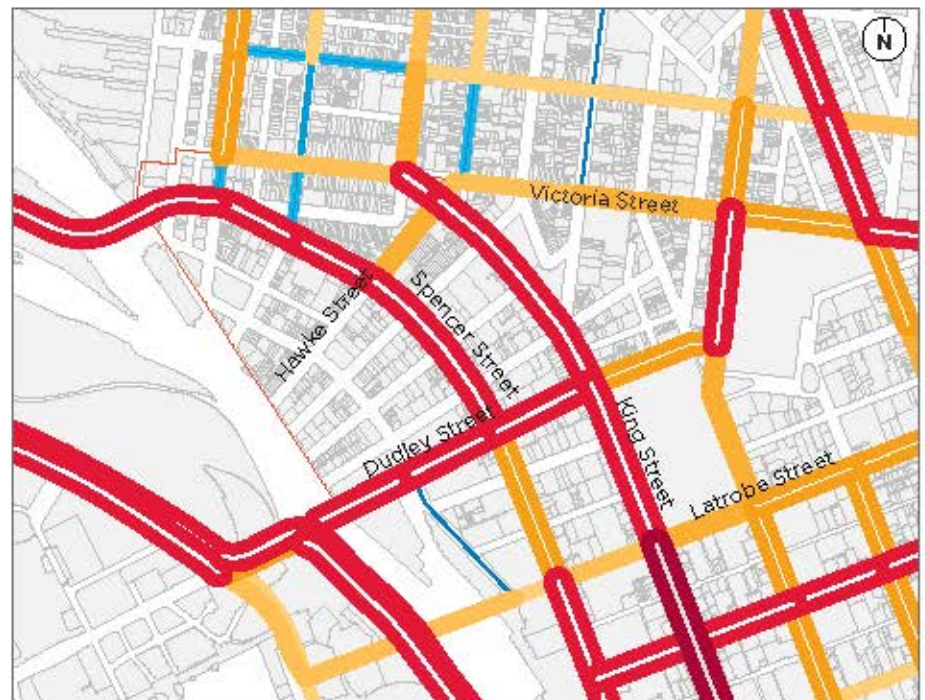 N
Victoria Street
Hawke Street
Spencer Street
Dudley Street
King Street
Latrobe Street